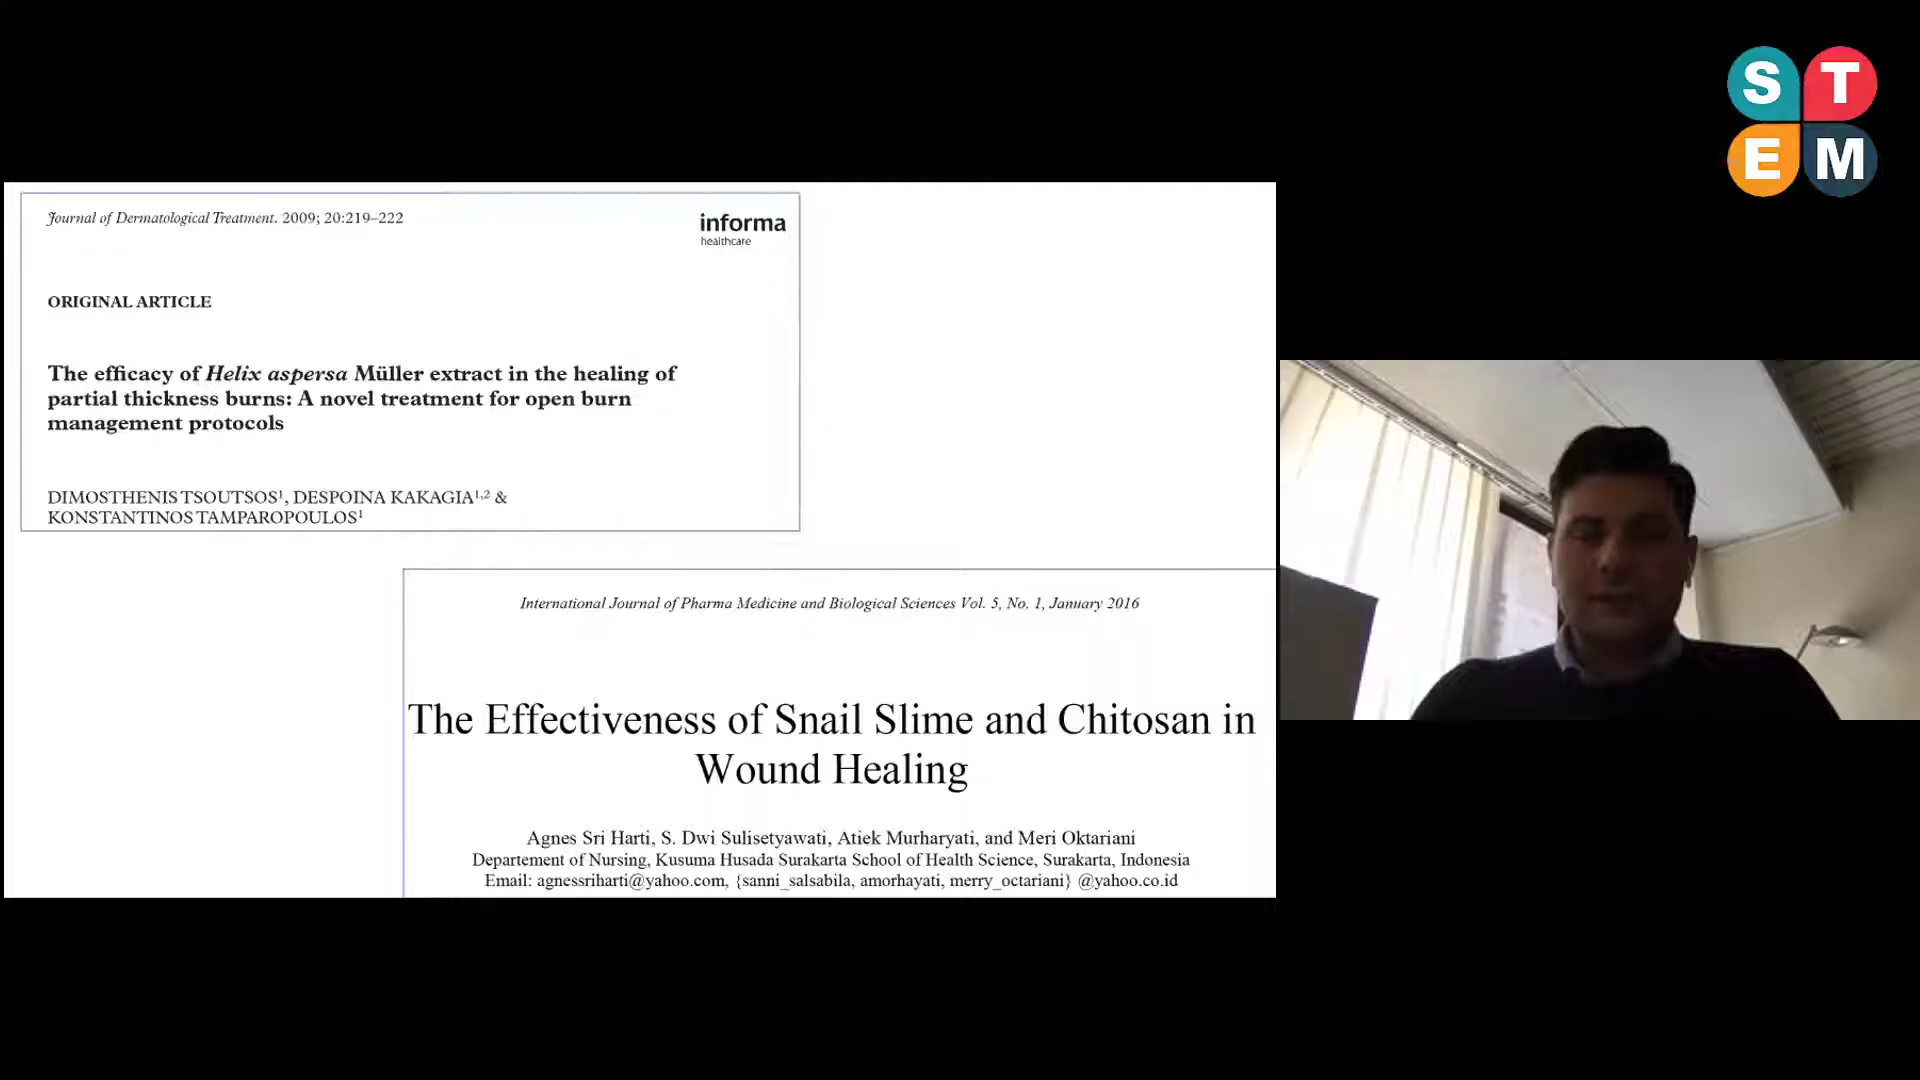 S T
E M
Journal of Dermatological Treatment. 2009; 20:219–222
informa
healthcare
ORIGINAL ARTICLE
The efficacy of Helix aspersa Müller extract in the healing of
partial thickness burns: A novel treatment for open burn
management protocols
DIMOSTHENIS TSOUTSOS¹, DESPOINA KAKAGIA¹,² &
KONSTANTINOS TAMPAROPOULOS¹
International Journal of Pharma Medicine and Biological Sciences Vol. 5, No. 1, January 2016
The Effectiveness of Snail Slime and Chitosan in
Wound Healing
Agnes Sri Harti, S. Dwi Sulisetyawati, Atiek Murharyati, and Meri Oktariani
Departement of Nursing, Kusuma Husada Surakarta School of Health Science, Surakarta, Indonesia
Email: agnessriharti@yahoo.com, {sanni_salsabila, amorhayati, merry_octariani} @yahoo.co.id